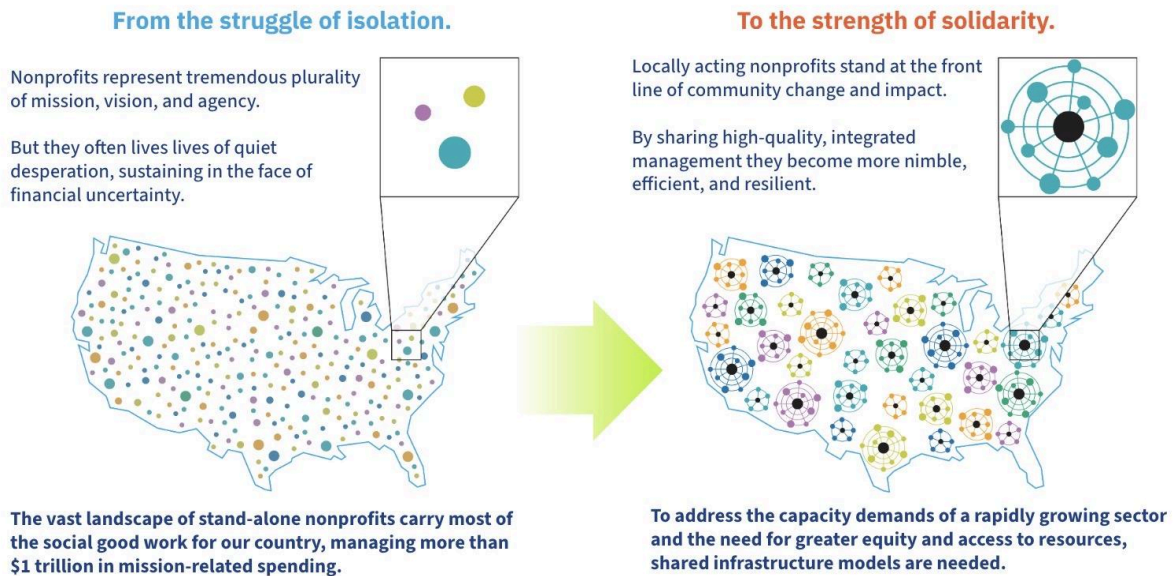 From the struggle of isolation.
Nonprofits represent tremendous plurality
of mission, vision, and agency.
But they often lives lives of quiet
desperation, sustaining in the face of
financial uncertainty.
The vast landscape of stand-alone nonprofits carry most of
the social good work for our country, managing more than
$1 trillion in mission-related spending.
To the strength of solidarity.
Locally acting nonprofits stand at the front
line of community change and impact.
By sharing high-quality, integrated
management they become more nimble,
efficient, and resilient.
To address the capacity demands of a rapidly growing sector
and the need for greater equity and access to resources,
shared infrastructure models are needed.